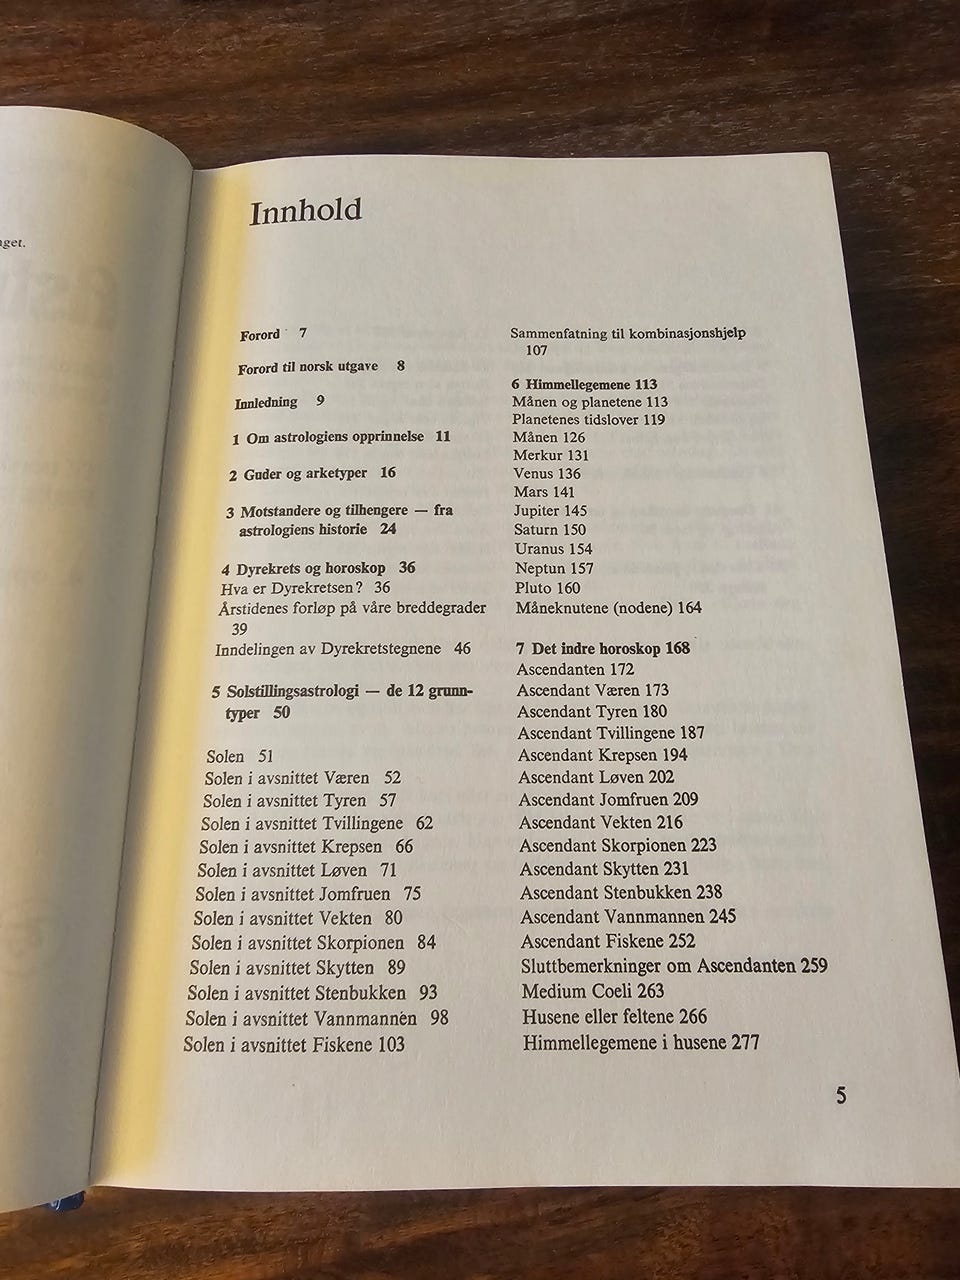 aget.
Innhold
Forord 7
Forord til norsk utgave 8
Innledning 9
1 Om astrologiens opprinnelse 11
2 Guder og arketyper 16
3 Motstandere og tilhengere — fra
astrologiens historie 24
4 Dyrekrets og horoskop 36
Hva er Dyrekretsen? 36
Årstidenes forløp på våre breddegrader
39
Inndelingen av Dyrekretstegnene 46
5 Solstillingsastrologi — de 12 grunn-
typer 50
Solen 51
Solen i avsnittet Væren 52
Solen i avsnittet Tyren 57
Solen i avsnittet Tvillingene 62
Solen i avsnittet Krepsen 66
Solen i avsnittet Løven 71
Solen i avsnittet Jomfruen 75
Solen i avsnittet Vekten 80
Solen i avsnittet Skorpionen 84
Solen i avsnittet Skytten 89
Solen i avsnittet Stenbukken 93
Solen i avsnittet Vannmannen 98
Solen i avsnittet Fiskene 103
Sammenfatning til kombinasjonshjelp
107
6 Himmellegemene 113
Månen og planetene 113
Planetenes tidslover 119
Månen 126
Merkur 131
Venus 136
Mars 141
Jupiter 145
Saturn 150
Uranus 154
Neptun 157
Pluto 160
Måneknutene (nodene) 164
7 Det indre horoskop 168
Ascendanten 172
Ascendant Væren 173
Ascendant Tyren 180
Ascendant Tvillingene 187
Ascendant Krepsen 194
Ascendant Løven 202
Ascendant Jomfruen 209
Ascendant Vekten 216
Ascendant Skorpionen 223
Ascendant Skytten 231
Ascendant Stenbukken 238
Ascendant Vannmannen 245
Ascendant Fiskene 252
Sluttbemerkninger om Ascendanten 259
Medium Coeli 263
Husene eller feltene 266
Himmellegemene i husene 277
5